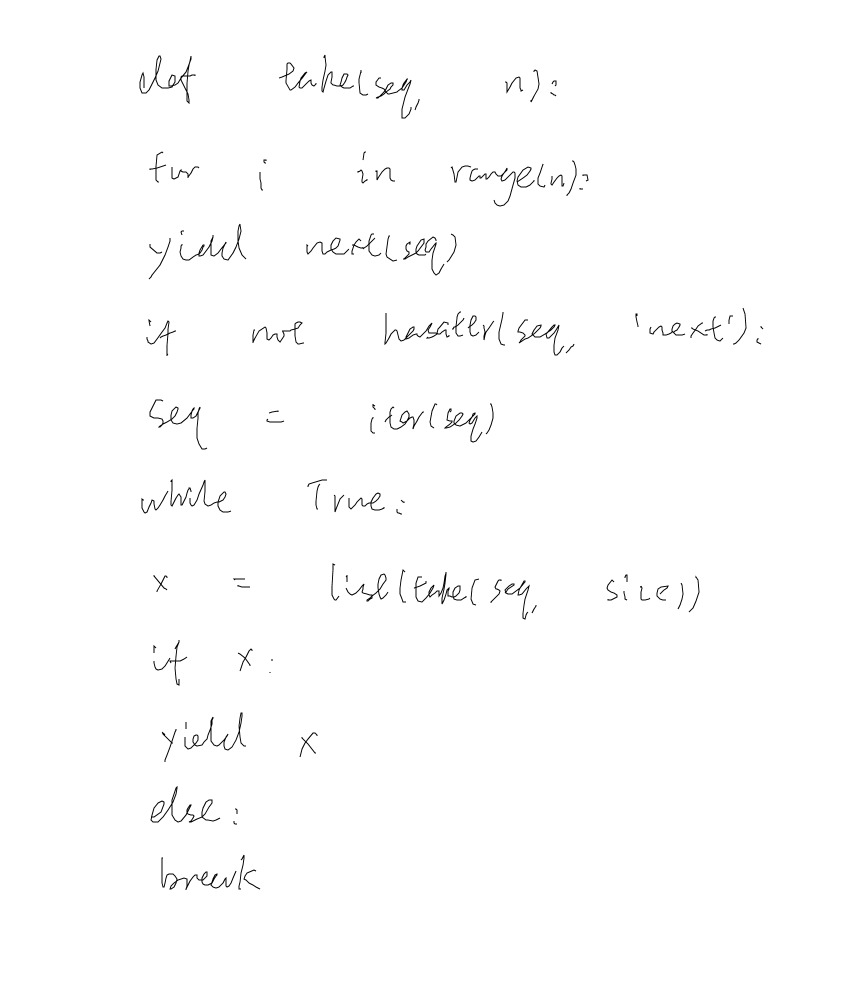 def take(seq, n):
for i in range(n):
yield next(seq)
if not hasattr(seq, 'next'):
seq = iter(seq)
while True:
x = list(take(seq, size))
if x:
yield x
else:
break